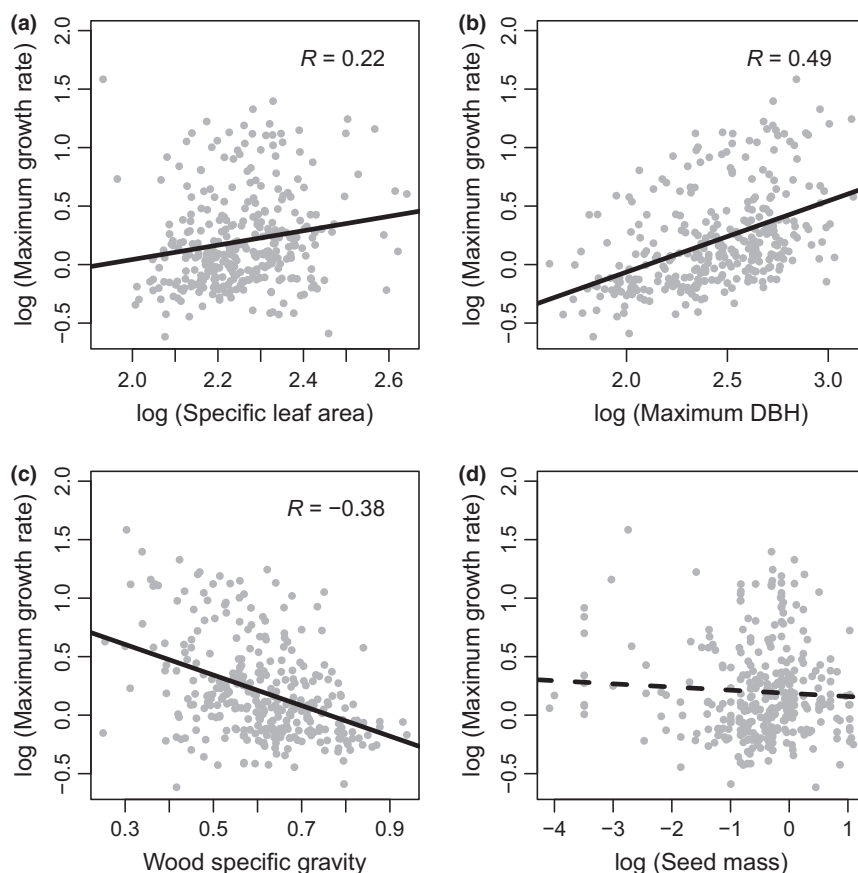 (a)
R = 0.22
log (Maximum growth rate)
2.0
1.5
1.0
0.5
0.0
−0.5
2.0 2.2 2.4 2.6
log (Specific leaf area)
(b)
R = 0.49
log (Maximum growth rate)
2.0
1.5
1.0
0.5
0.0
−0.5
2.0 2.5 3.0
log (Maximum DBH)
(c)
R = −0.38
log (Maximum growth rate)
2.0
1.5
1.0
0.5
0.0
−0.5
0.3 0.5 0.7 0.9
Wood specific gravity
(d)
log (Maximum growth rate)
2.0
1.5
1.0
0.5
0.0
−0.5
−4 −3 −2 −1 0 1
log (Seed mass)